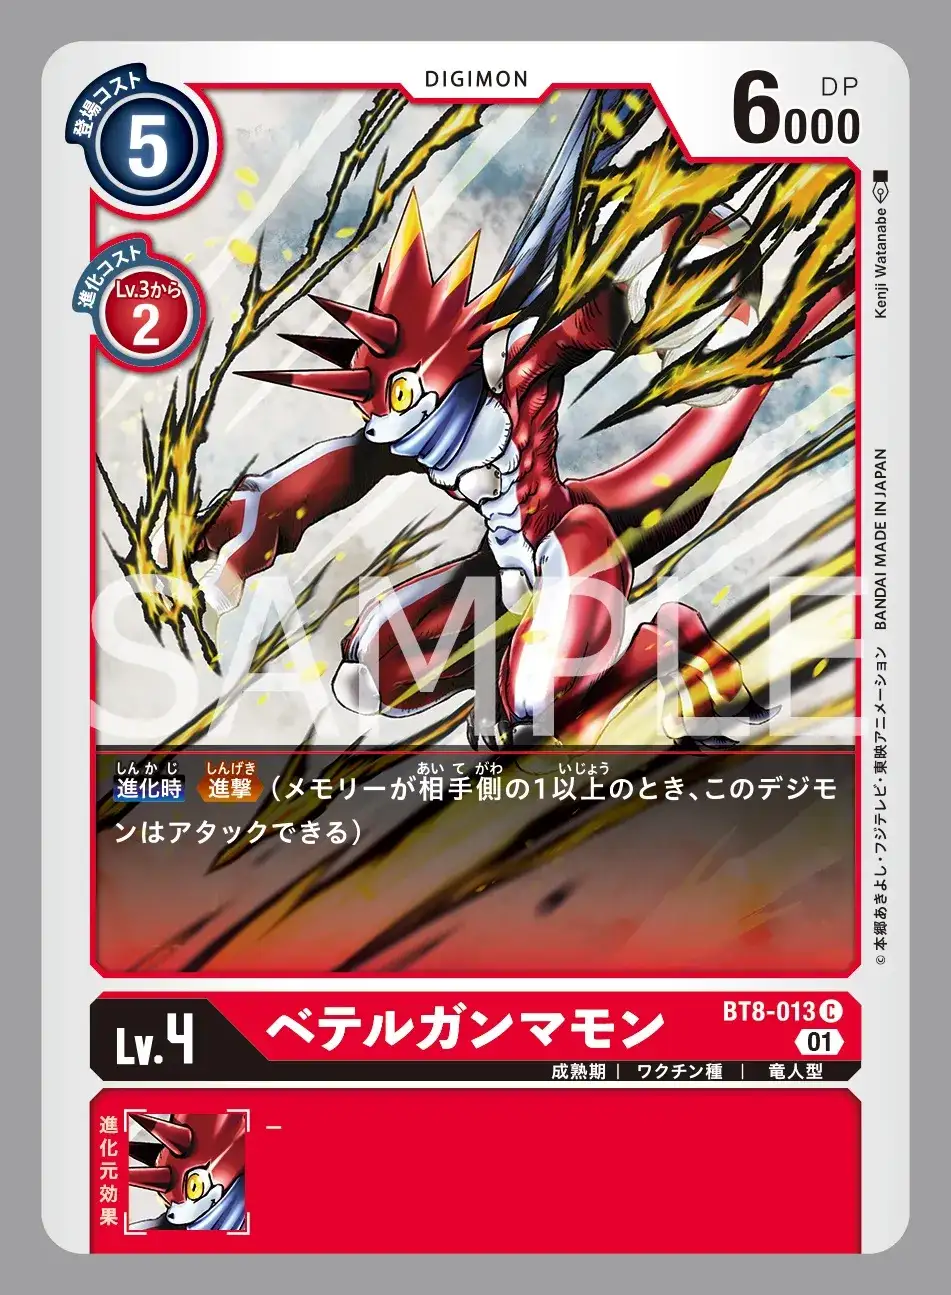 DIGIMON
登場コスト
5
6000
DP
進化コスト
Lv.3から
2
Kenji Watanabe
©本郷あきよし・フジテレビ・東映アニメーション BANDAI MADE IN JAPAN
SAMPLE
しんかじ しんげき あいてがわ いじょう
進化時 進撃 (メモリーが相手側の1以上のとき、このデジモ
ンはアタックできる)
Lv.4
ベテルガンマモン
BT8-013 C
01
成熟期 | ワクチン種 | 竜人型
進化元効果
–